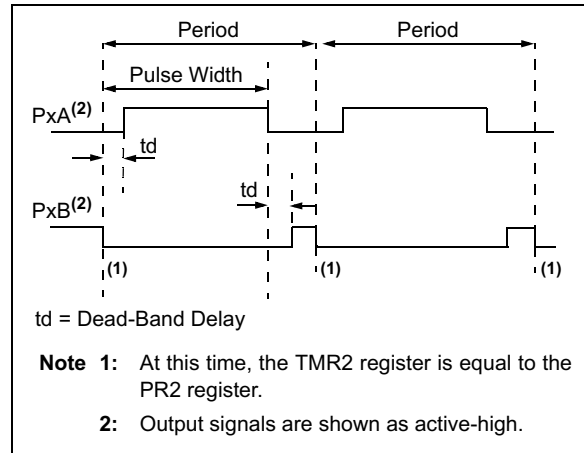 Period Period
Pulse Width
PxA(2)
td
td
PxB(2)
(1) (1) (1)
td = Dead-Band Delay
Note 1: At this time, the TMR2 register is equal to the
PR2 register.
2: Output signals are shown as active-high.